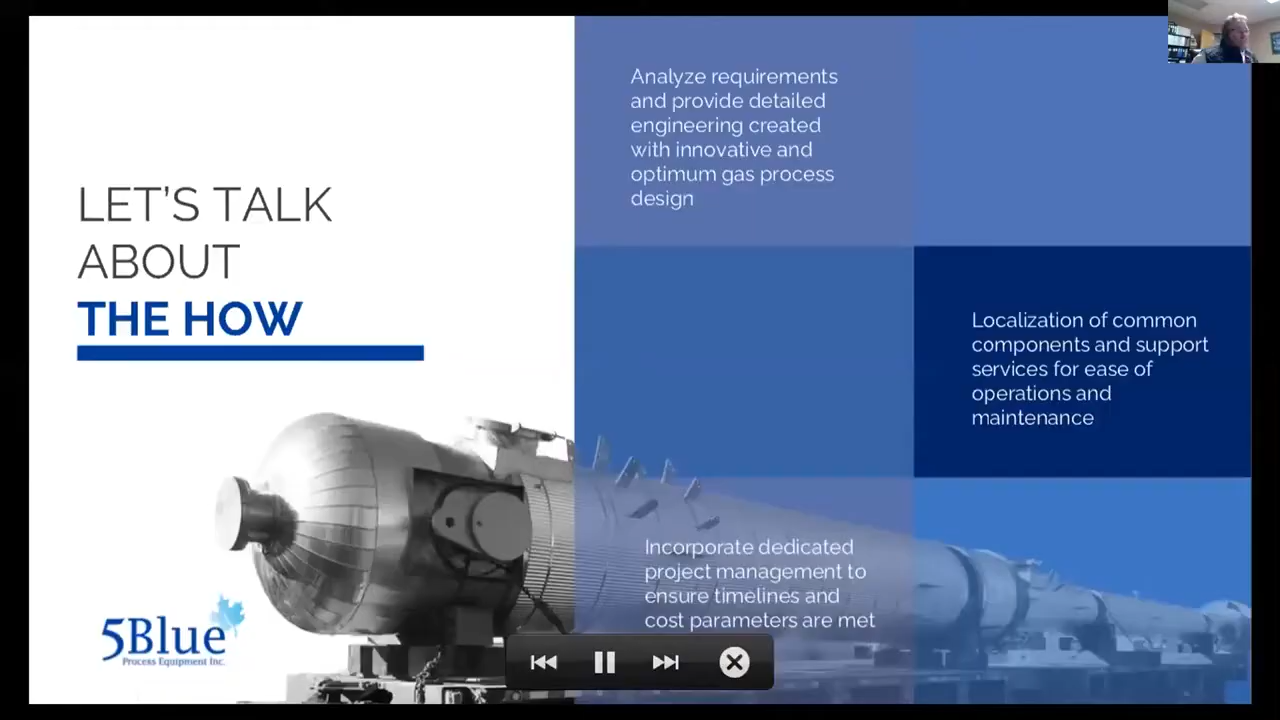 LET'S TALK
ABOUT
THE HOW
Analyze requirements
and provide detailed
engineering created
with innovative and
optimum gas process
design
Localization of common
components and support
services for ease of
operations and
maintenance
Incorporate dedicated
project management to
ensure timelines and
cost parameters are met
5Blue
Process Equipment Inc.